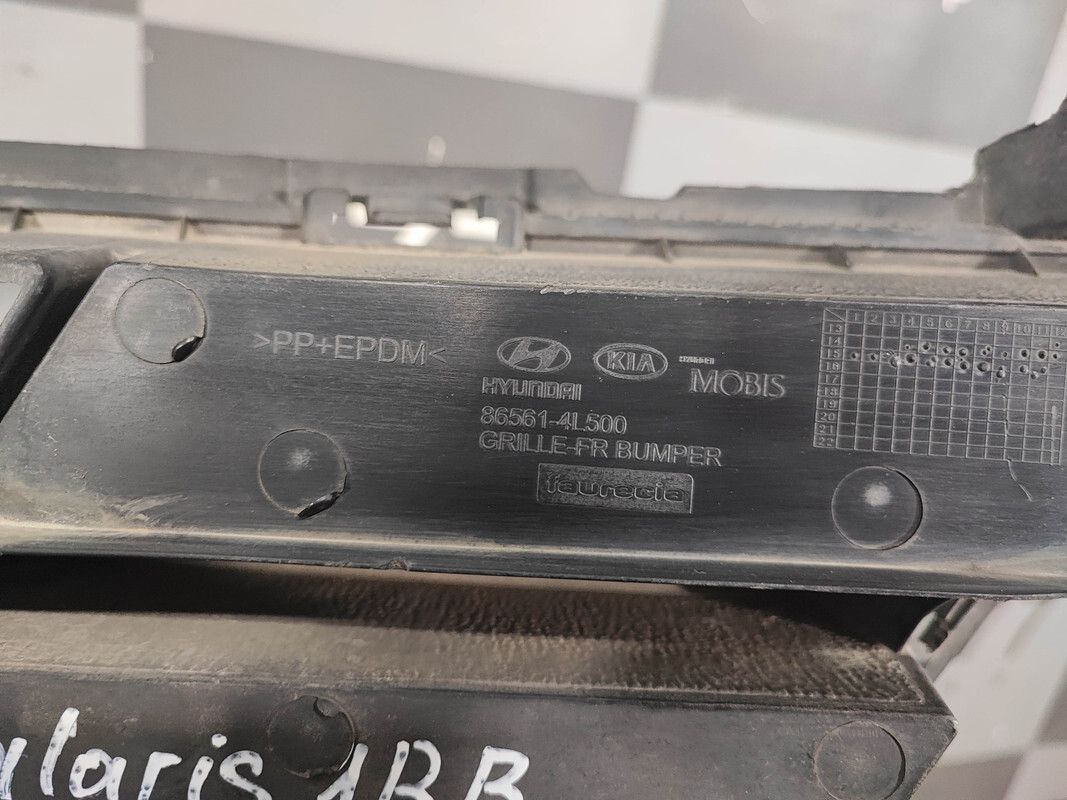 >PP+EPDM<
HYUNDAI
KIA
MOBIS
86561-4L500
GRILLE-FR BUMPER
faurecia
1 2 3 4 5 6 7 8 9 10 11 12
13
14
15
16
17
18
19
20
21
22
laris 1BB